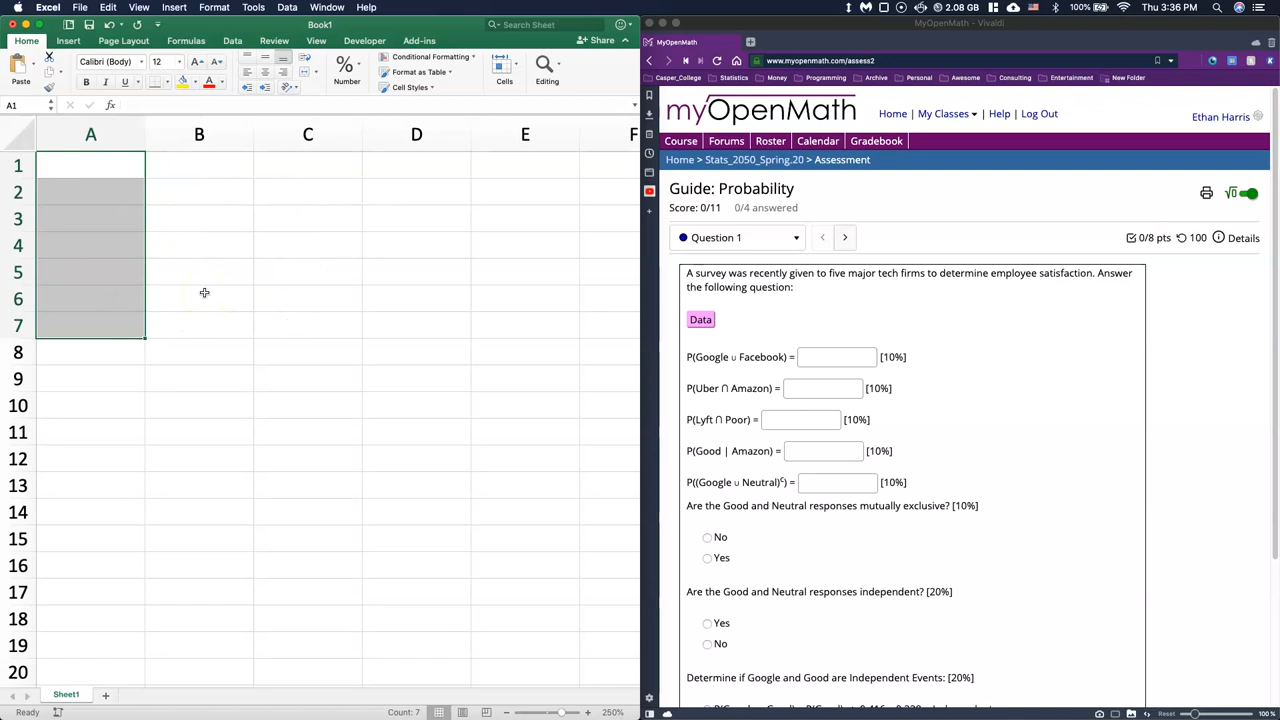 Excel File Edit View Insert Format Tools Data Window Help
2.08 GB 100% Thu 3:36 PM
Book1
Search Sheet
MyOpenMath - Vivaldi
Home Insert Page Layout Formulas Data Review View Developer Add-ins Share
MyOpenMath
Paste
Calibri (Body) 12
B I U
Number
Conditional Formatting
Format as Table
Cell Styles
Cells
Editing
www.myopenmath.com/assess2
Casper_College Statistics Money Programming Archive Personal Awesome Consulting Entertainment New Folder
A1 fx
A B C D E F
1
2
3
4
5
6
7
8
9
10
11
12
13
14
15
16
17
18
19
20
Sheet1
Ready Count: 7 250%
myOpenMath
Home | My Classes | Help | Log Out
Ethan Harris
Course Forums Roster Calendar Gradebook
Home > Stats_2050_Spring.20 > Assessment
Guide: Probability
Score: 0/11 0/4 answered
Question 1
0/8 pts 100 Details
A survey was recently given to five major tech firms to determine employee satisfaction. Answer
the following question:
Data
P(Google ∪ Facebook) = [10%]
P(Uber ∩ Amazon) = [10%]
P(Lyft ∩ Poor) = [10%]
P(Good | Amazon) = [10%]
P((Google ∪ Neutral)ᶜ) = [10%]
Are the Good and Neutral responses mutually exclusive? [10%]
No
Yes
Are the Good and Neutral responses independent? [20%]
Yes
No
Determine if Google and Good are Independent Events: [20%]
Reset 100 %